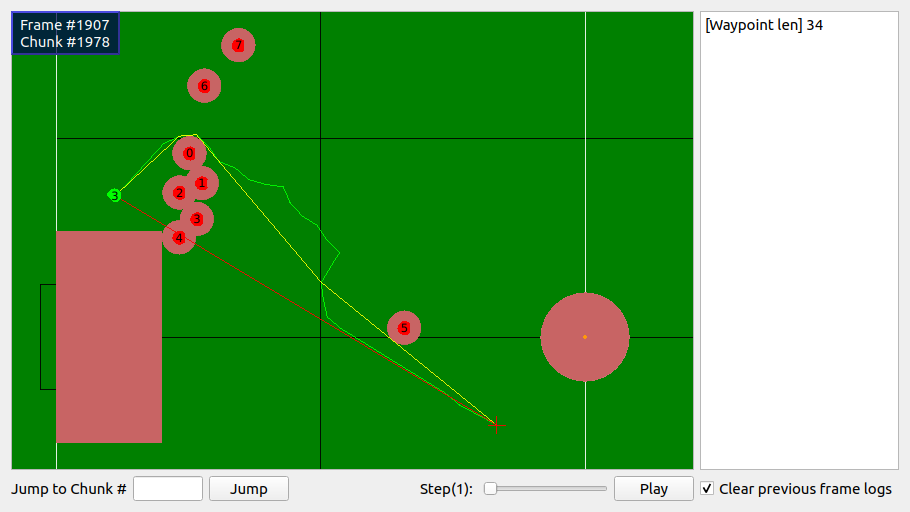 Frame #1907
Chunk #1978
[Waypoint len] 34
7
6
0
1
2
3
3
4
5
Jump to Chunk #
Jump
Step(1):
Play
Clear previous frame logs